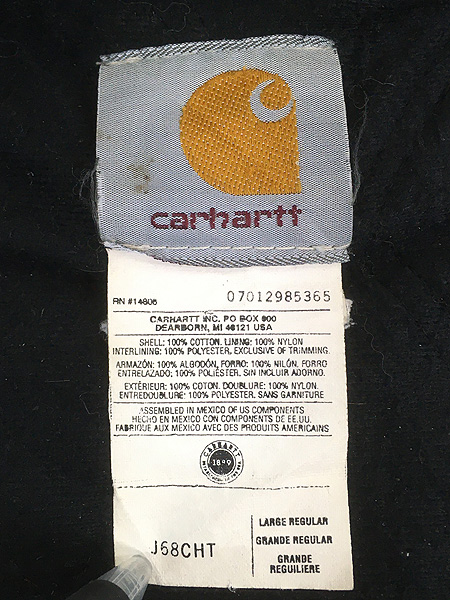 carhartt
RN #14806
07012985365
CARHARTT INC. PO BOX 600
DEARBORN, MI 48121 USA
SHELL: 100% COTTON. LINING: 100% NYLON
INTERLINING: 100% POLYESTER, EXCLUSIVE OF TRIMMING.
ARMAZÓN: 100% ALGODÓN, FORRO: 100% NILÓN. FORRO
ENTRELAZADO: 100% POLIÉSTER, SIN INCLUIR ADORNO.
EXTÉRIEUR: 100% COTON. DOUBLURE: 100% NYLON.
ENTREDOUBLURE: 100% POLYESTER. SANS GARNITURE
ASSEMBLED IN MEXICO OF US COMPONENTS
HECHO EN MEXICO CON COMPONENTS DE EE.UU.
FABRIQUE AUX MEXICO AVEC DES PRODUITS AMERICAINS
CARHARTT
1889
J68CHT
LARGE REGULAR
GRANDE REGULAR
GRANDE
REGULIERE